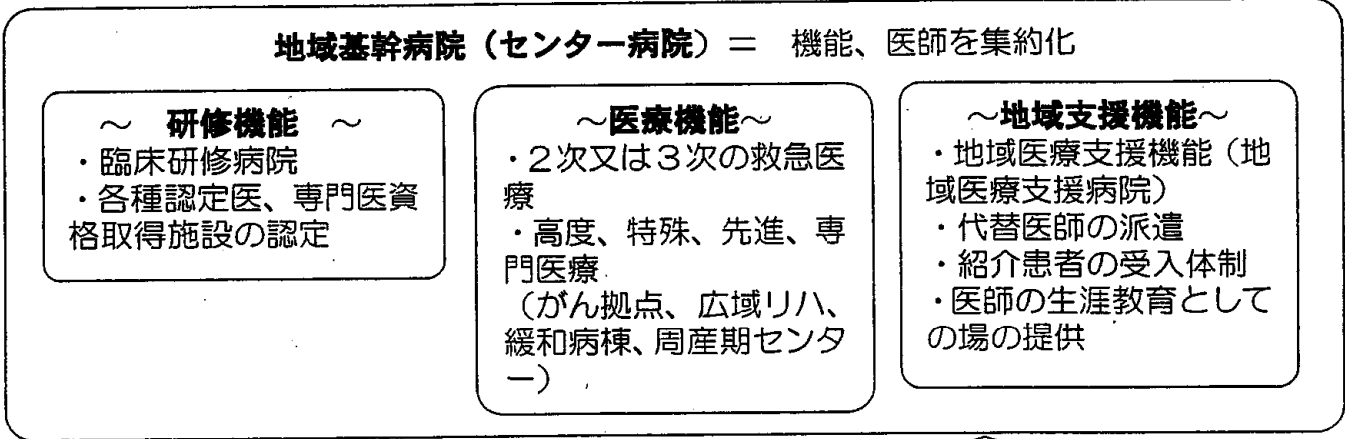 地域基幹病院（センター病院）＝ 機能、医師を集約化
～ 研修機能 ～
・臨床研修病院
・各種認定医、専門医資
格取得施設の認定
～医療機能～
・２次又は３次の救急医
療
・高度、特殊、先進、専
門医療
（がん拠点、広域リハ、
緩和病棟、周産期センタ
ー）
～地域支援機能～
・地域医療支援機能（地
域医療支援病院）
・代替医師の派遣
・紹介患者の受入体制
・医師の生涯教育として
の場の提供